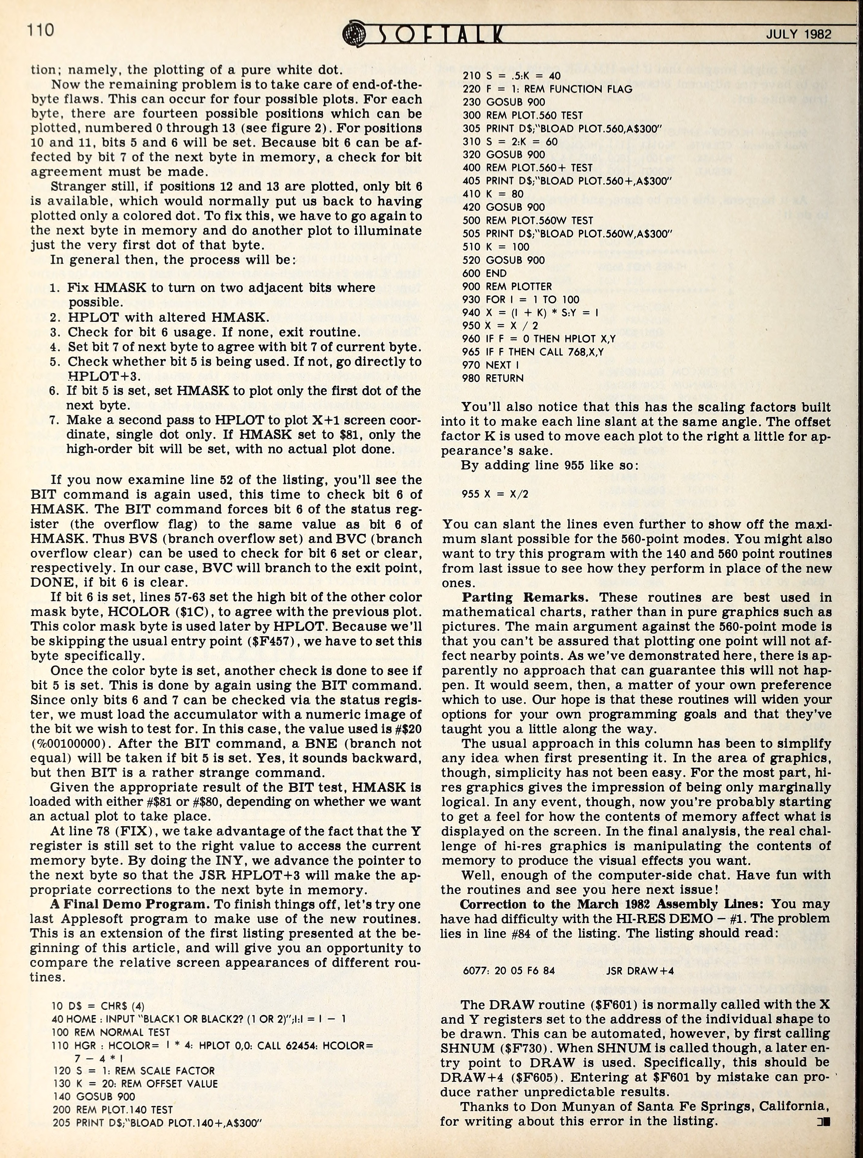 110
SOFTALK
JULY 1982
tion; namely, the plotting of a pure white dot.
Now the remaining problem is to take care of end-of-the-
byte flaws. This can occur for four possible plots. For each
byte, there are fourteen possible positions which can be
plotted, numbered 0 through 13 (see figure 2). For positions
10 and 11, bits 5 and 6 will be set. Because bit 6 can be af-
fected by bit 7 of the next byte in memory, a check for bit
agreement must be made.
Stranger still, if positions 12 and 13 are plotted, only bit 6
is available, which would normally put us back to having
plotted only a colored dot. To fix this, we have to go again to
the next byte in memory and do another plot to illuminate
just the very first dot of that byte.
In general then, the process will be:
1. Fix HMASK to turn on two adjacent bits where
possible.
2. HPLOT with altered HMASK.
3. Check for bit 6 usage. If none, exit routine.
4. Set bit 7 of next byte to agree with bit 7 of current byte.
5. Check whether bit 5 is being used. If not, go directly to
HPLOT+3.
6. If bit 5 is set, set HMASK to plot only the first dot of the
next byte.
7. Make a second pass to HPLOT to plot X+1 screen coor-
dinate, single dot only. If HMASK set to $81, only the
high-order bit will be set, with no actual plot done.
If you now examine line 52 of the listing, you'll see the
BIT command is again used, this time to check bit 6 of
HMASK. The BIT command forces bit 6 of the status reg-
ister (the overflow flag) to the same value as bit 6 of
HMASK. Thus BVS (branch overflow set) and BVC (branch
overflow clear) can be used to check for bit 6 set or clear,
respectively. In our case, BVC will branch to the exit point,
DONE, if bit 6 is clear.
If bit 6 is set, lines 57-63 set the high bit of the other color
mask byte, HCOLOR ($1C), to agree with the previous plot.
This color mask byte is used later by HPLOT. Because we'll
be skipping the usual entry point ($F457), we have to set this
byte specifically.
Once the color byte is set, another check is done to see if
bit 5 is set. This is done by again using the BIT command.
Since only bits 6 and 7 can be checked via the status regis-
ter, we must load the accumulator with a numeric image of
the bit we wish to test for. In this case, the value used is #$20
(%00100000). After the BIT command, a BNE (branch not
equal) will be taken if bit 5 is set. Yes, it sounds backward,
but then BIT is a rather strange command.
Given the appropriate result of the BIT test, HMASK is
loaded with either #$81 or #$80, depending on whether we want
an actual plot to take place.
At line 78 (FIX), we take advantage of the fact that the Y
register is still set to the right value to access the current
memory byte. By doing the INY, we advance the pointer to
the next byte so that the JSR HPLOT+3 will make the ap-
propriate corrections to the next byte in memory.
A Final Demo Program. To finish things off, let's try one
last Applesoft program to make use of the new routines.
This is an extension of the first listing presented at the be-
ginning of this article, and will give you an opportunity to
compare the relative screen appearances of different rou-
tines.
10 D$ = CHR$ (4)
40 HOME : INPUT "BLACK1 OR BLACK2? (1 OR 2)";I:I = I − 1
100 REM NORMAL TEST
110 HGR : HCOLOR= I * 4: HPLOT 0,0: CALL 62454: HCOLOR=
7 − 4 * I
120 S = 1: REM SCALE FACTOR
130 K = 20: REM OFFSET VALUE
140 GOSUB 900
200 REM PLOT.140 TEST
205 PRINT D$;"BLOAD PLOT.140+,A$300"
210 S = .5:K = 40
220 F = 1: REM FUNCTION FLAG
230 GOSUB 900
300 REM PLOT.560 TEST
305 PRINT D$;"BLOAD PLOT.560,A$300"
310 S = 2:K = 60
320 GOSUB 900
400 REM PLOT.560+ TEST
405 PRINT D$;"BLOAD PLOT.560+,A$300"
410 K = 80
420 GOSUB 900
500 REM PLOT.560W TEST
505 PRINT D$;"BLOAD PLOT.560W,A$300"
510 K = 100
520 GOSUB 900
600 END
900 REM PLOTTER
930 FOR I = 1 TO 100
940 X = (I + K) * S:Y = I
950 X = X / 2
960 IF F = 0 THEN HPLOT X,Y
965 IF F THEN CALL 768,X,Y
970 NEXT I
980 RETURN
You'll also notice that this has the scaling factors built
into it to make each line slant at the same angle. The offset
factor K is used to move each plot to the right a little for ap-
pearance's sake.
By adding line 955 like so:
955 X = X/2
You can slant the lines even further to show off the maxi-
mum slant possible for the 560-point modes. You might also
want to try this program with the 140 and 560 point routines
from last issue to see how they perform in place of the new
ones.
Parting Remarks. These routines are best used in
mathematical charts, rather than in pure graphics such as
pictures. The main argument against the 560-point mode is
that you can't be assured that plotting one point will not af-
fect nearby points. As we've demonstrated here, there is ap-
parently no approach that can guarantee this will not hap-
pen. It would seem, then, a matter of your own preference
which to use. Our hope is that these routines will widen your
options for your own programming goals and that they've
taught you a little along the way.
The usual approach in this column has been to simplify
any idea when first presenting it. In the area of graphics,
though, simplicity has not been easy. For the most part, hi-
res graphics gives the impression of being only marginally
logical. In any event, though, now you're probably starting
to get a feel for how the contents of memory affect what is
displayed on the screen. In the final analysis, the real chal-
lenge of hi-res graphics is manipulating the contents of
memory to produce the visual effects you want.
Well, enough of the computer-side chat. Have fun with
the routines and see you here next issue!
Correction to the March 1982 Assembly Lines: You may
have had difficulty with the HI-RES DEMO − #1. The problem
lies in line #84 of the listing. The listing should read:
6077: 20 05 F6 84 JSR DRAW+4
The DRAW routine ($F601) is normally called with the X
and Y registers set to the address of the individual shape to
be drawn. This can be automated, however, by first calling
SHNUM ($F730). When SHNUM is called though, a later en-
try point to DRAW is used. Specifically, this should be
DRAW+4 ($F605). Entering at $F601 by mistake can pro-
duce rather unpredictable results.
Thanks to Don Munyan of Santa Fe Springs, California,
for writing about this error in the listing.